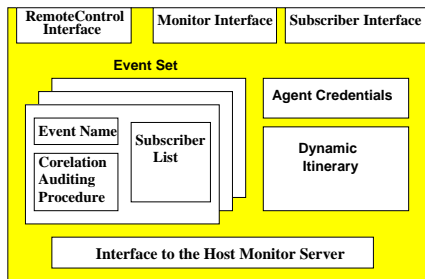 RemoteControl
Interface
Monitor Interface
Subscriber Interface
Event Set
Event Name
Corelation
Auditing
Procedure
Subscriber
List
Agent Credentials
Dynamic
Itinerary
Interface to the Host Monitor Server